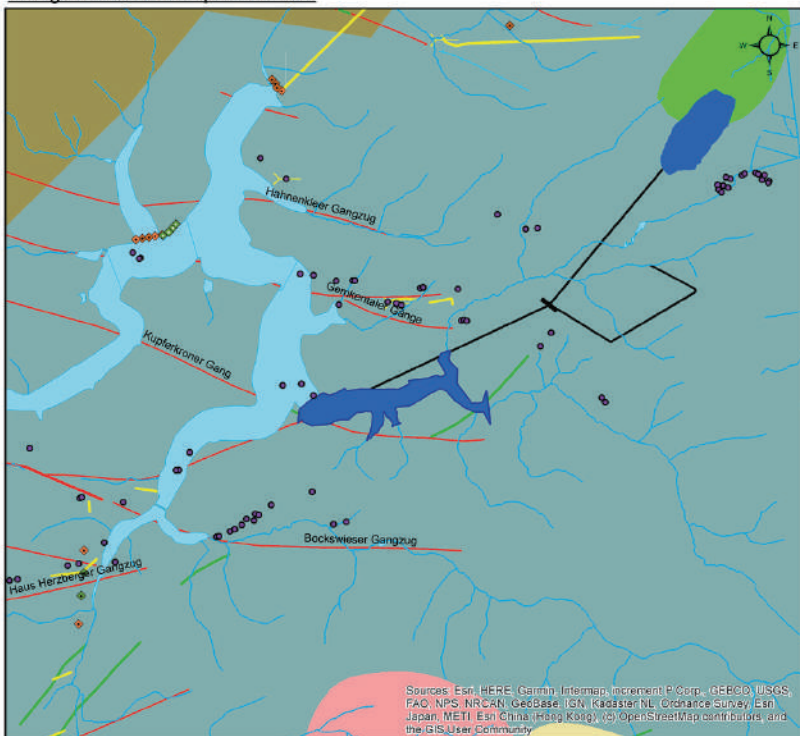 N
W E
S
Hahnenkleer Gangzug
Gemkentaler Gänge
Kupferkroner Gang
Bockswieser Gangzug
Haus Herzberger Gangzug
Sources: Esri, HERE, Garmin, Intermap, increment P Corp., GEBCO, USGS,
FAO, NPS, NRCAN, GeoBase, IGN, Kadaster NL, Ordnance Survey, Esri
Japan, METI, Esri China (Hong Kong), (c) OpenStreetMap contributors, and
the GIS User Community